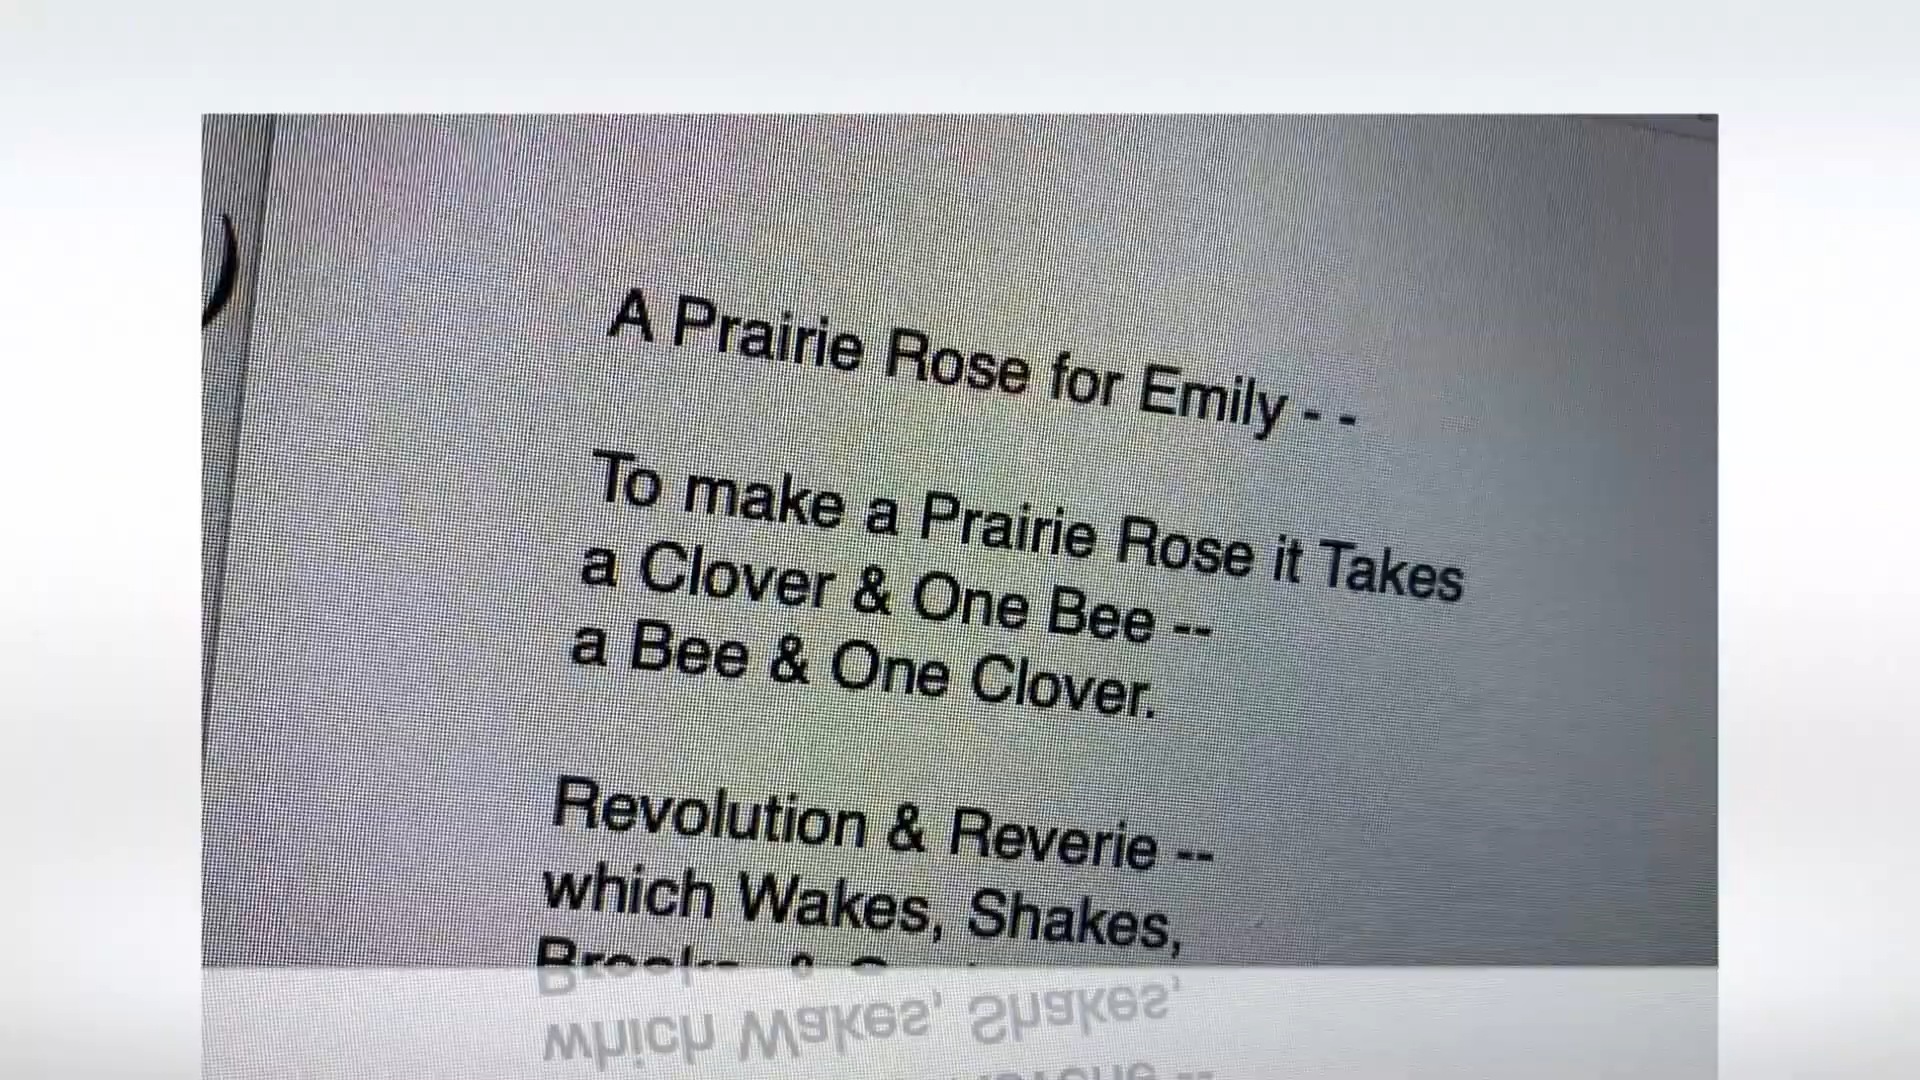 A Prairie Rose for Emily - -
To make a Prairie Rose it Takes
a Clover & One Bee --
a Bee & One Clover.
Revolution & Reverie --
which Wakes, Shakes,